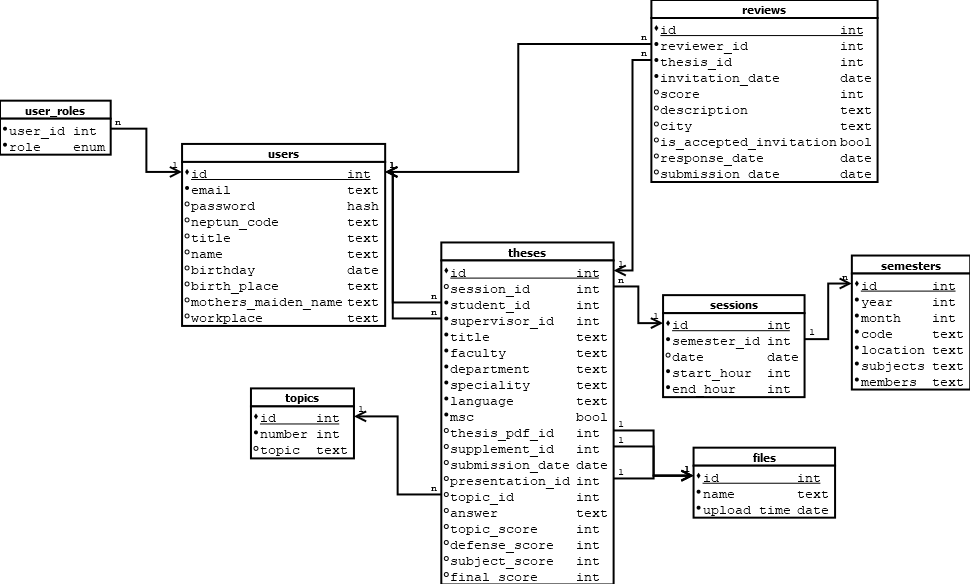 reviews
id int
reviewer_id int
thesis_id int
invitation_date date
score int
description text
city text
is_accepted_invitation bool
response_date date
submission_date date
n
n
user_roles
user_id int
role enum
n
1
users
id int
email text
password hash
neptun_code text
title text
name text
birthday date
birth_place text
mothers_maiden_name text
workplace text
1
theses
id int
session_id int
student_id int
supervisor_id int
title text
faculty text
department text
speciality text
language text
msc bool
thesis_pdf_id int
supplement_id int
submission_date date
presentation_id int
topic_id int
answer text
topic_score int
defense_score int
subject_score int
final_score int
1
n
n
n
1
1
1
n
sessions
id int
semester_id int
date date
start_hour int
end_hour int
1
1
semesters
id int
year int
month int
code text
location text
subjects text
members text
n
topics
id int
number int
topic text
1
files
id int
name text
upload_time date
1